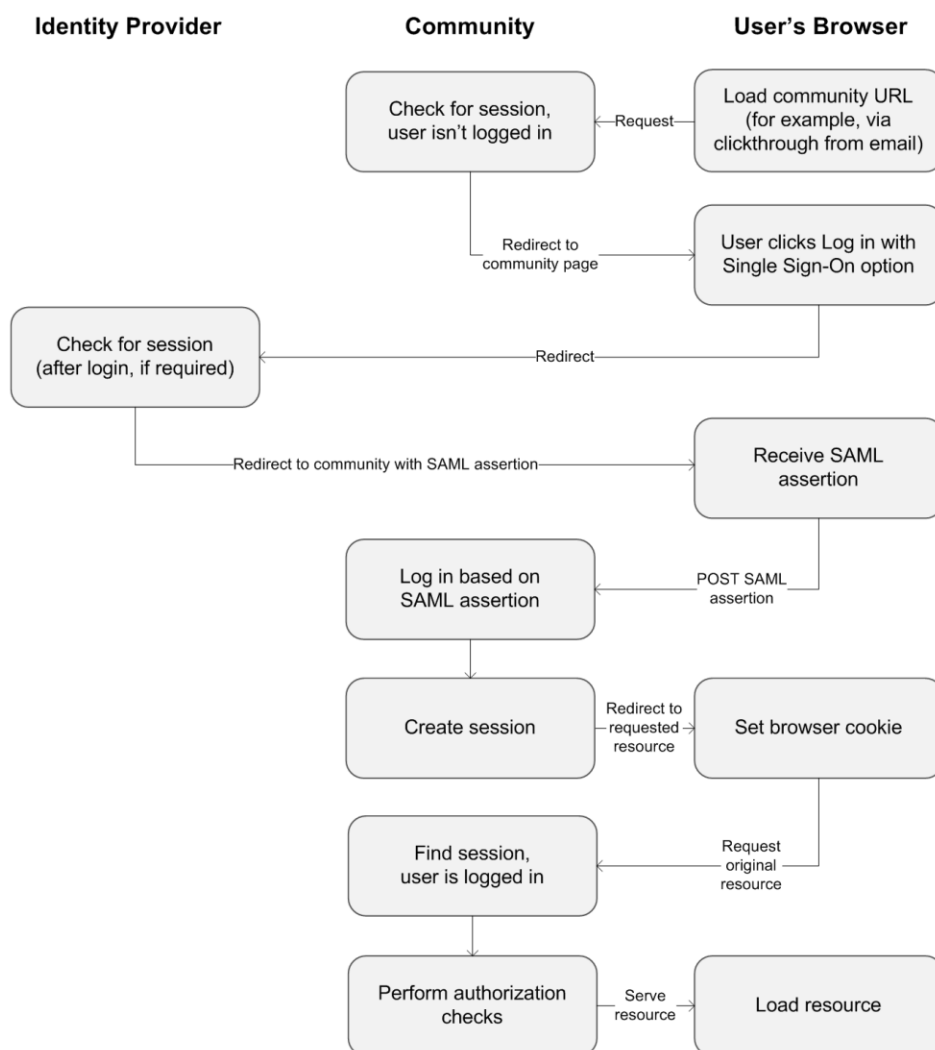 Identity Provider
Community
User's Browser
Check for session,
user isn't logged in
Request
Load community URL
(for example, via
clickthrough from email)
Redirect to
community page
User clicks Log in with
Single Sign-On option
Check for session
(after login, if required)
Redirect
Redirect to community with SAML assertion
Receive SAML
assertion
Log in based on
SAML assertion
POST SAML
assertion
Create session
Redirect to
requested
resource
Set browser cookie
Find session,
user is logged in
Request
original
resource
Perform authorization
checks
Serve
resource
Load resource